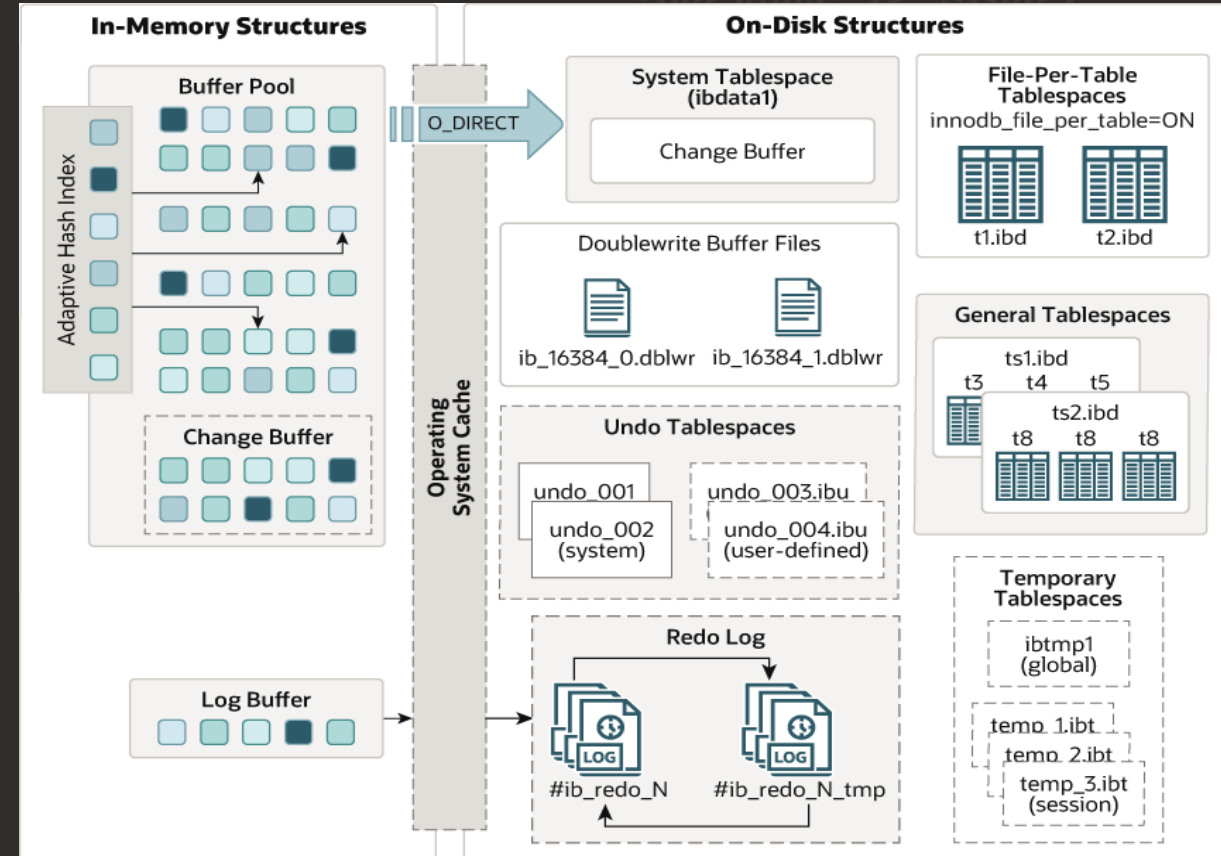 In-Memory Structures
On-Disk Structures
Buffer Pool
Adaptive Hash Index
Change Buffer
Log Buffer
Operating
System Cache
O_DIRECT
System Tablespace
(ibdata1)
Change Buffer
File-Per-Table
Tablespaces
innodb_file_per_table=ON
t1.ibd
t2.ibd
Doublewrite Buffer Files
ib_16384_0.dblwr
ib_16384_1.dblwr
General Tablespaces
ts1.ibd
t3 t4 t5
ts2.ibd
t8 t8 t8
Undo Tablespaces
undo_001
undo_002
(system)
undo_003.ibu
undo_004.ibu
(user-defined)
Temporary
Tablespaces
ibtmp1
(global)
temp_1.ibt
temp_2.ibt
temp_3.ibt
(session)
Redo Log
LOG
LOG
#ib_redo_N
#ib_redo_N_tmp